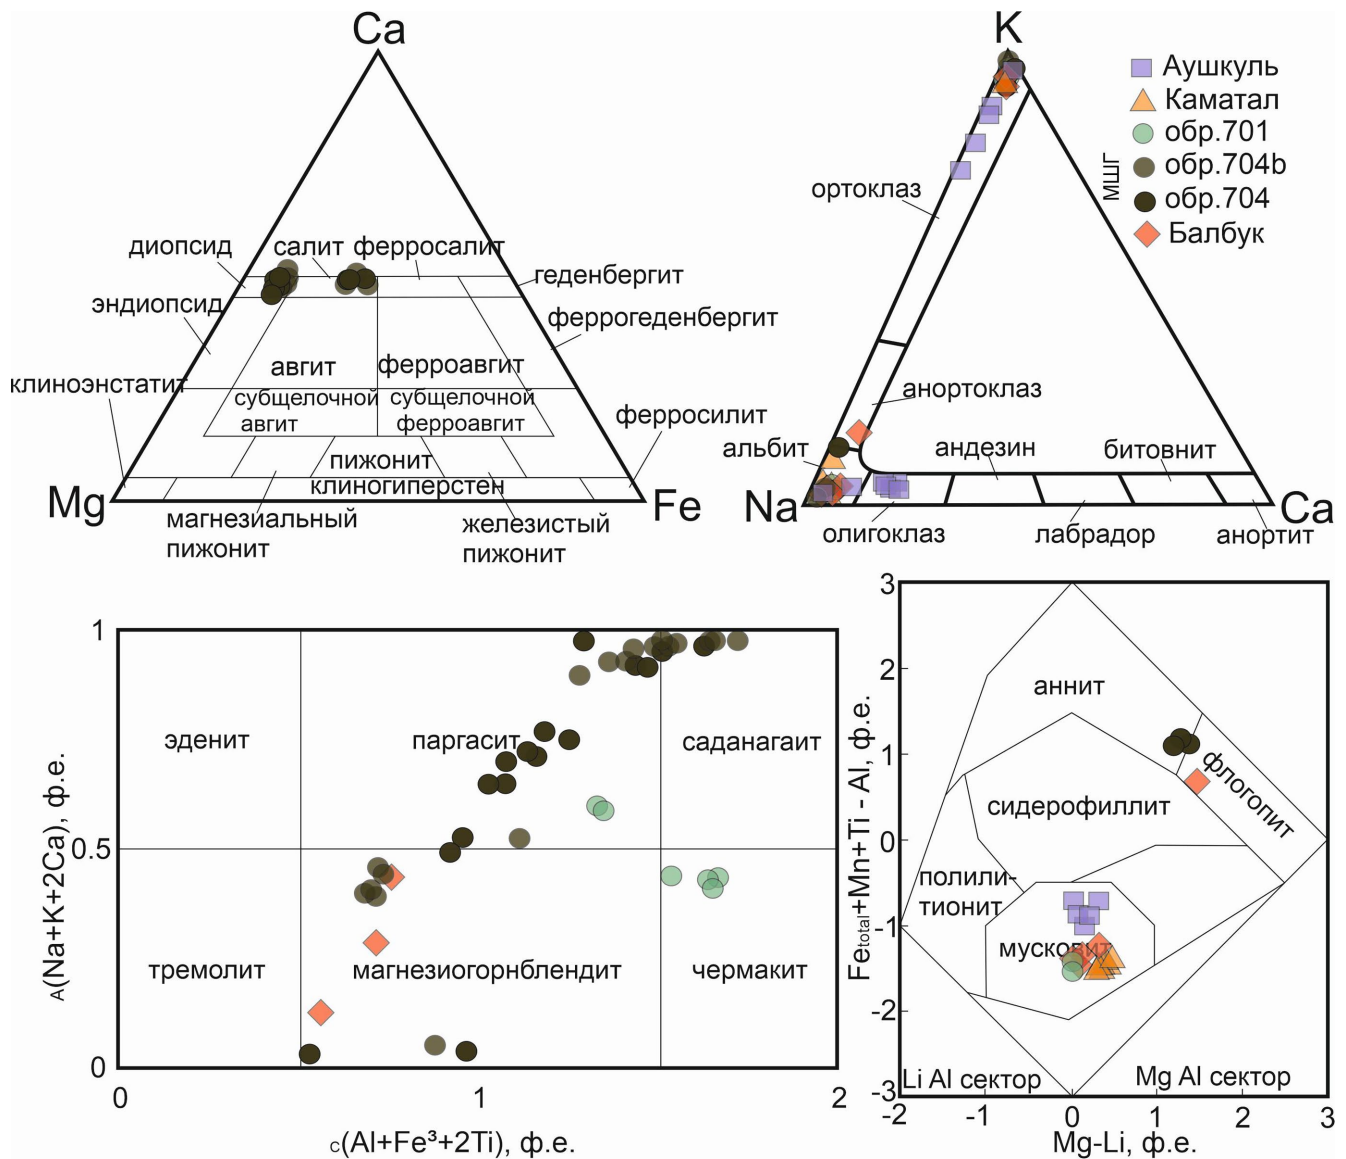 Ca
диопсид
салит
ферросалит
геденбергит
эндиопсид
феррогеденбергит
авгит
ферроавгит
клиноэнстатит
субщелочной
авгит
субщелочной
ферроавгит
ферросилит
пижонит
клиногиперстен
Mg
Fe
магнезиальный
пижонит
железистый
пижонит
K
Аушкуль
Каматал
обр.701
обр.704b
обр.704
МШГ
Балбук
ортоклаз
анортоклаз
альбит
андезин
битовнит
Na
Ca
олигоклаз
лабрадор
анортит
1
0.5
0
A(Na+K+2Ca), ф.е.
эденит
паргасит
саданагаит
тремолит
магнезиогорнблендит
чермакит
0
1
2
C(Al+Fe³+2Ti), ф.е.
3
2
1
0
-1
-2
-3
Fetotal+Mn+Ti - Al, ф.е.
аннит
флогопит
сидерофиллит
полили-
тионит
мусковит
Li Al сектор
Mg Al сектор
-2
-1
0
1
2
3
Mg-Li, ф.е.